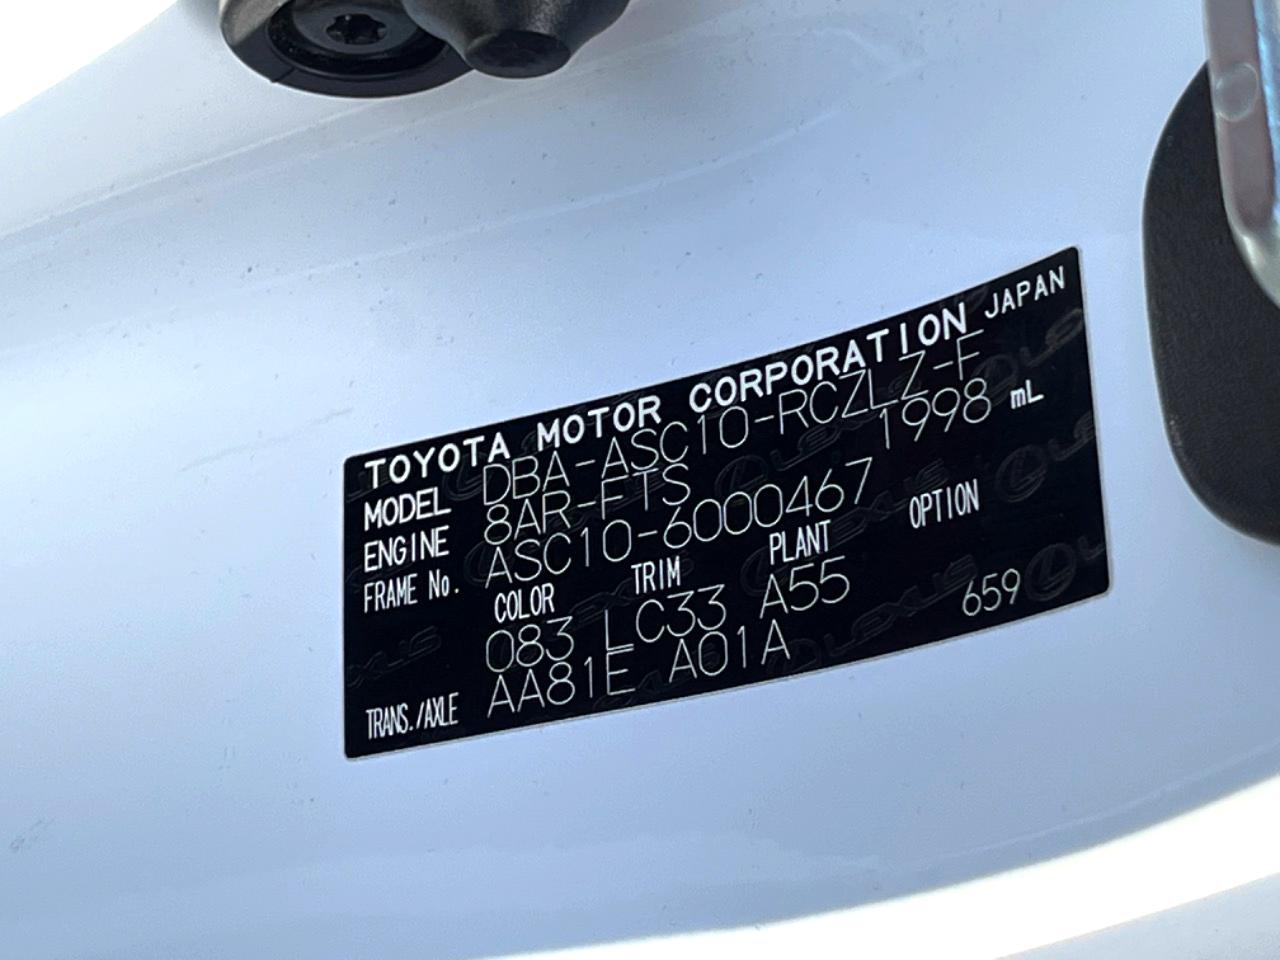 TOYOTA MOTOR CORPORATION JAPAN
MODEL DBA-ASC10-RCZLZ-F
ENGINE 8AR-FTS 1998 mL
FRAME No. ASC10-6000467
COLOR TRIM PLANT OPTION
083 LC33 A55
TRANS./AXLE AA81E A01A 659